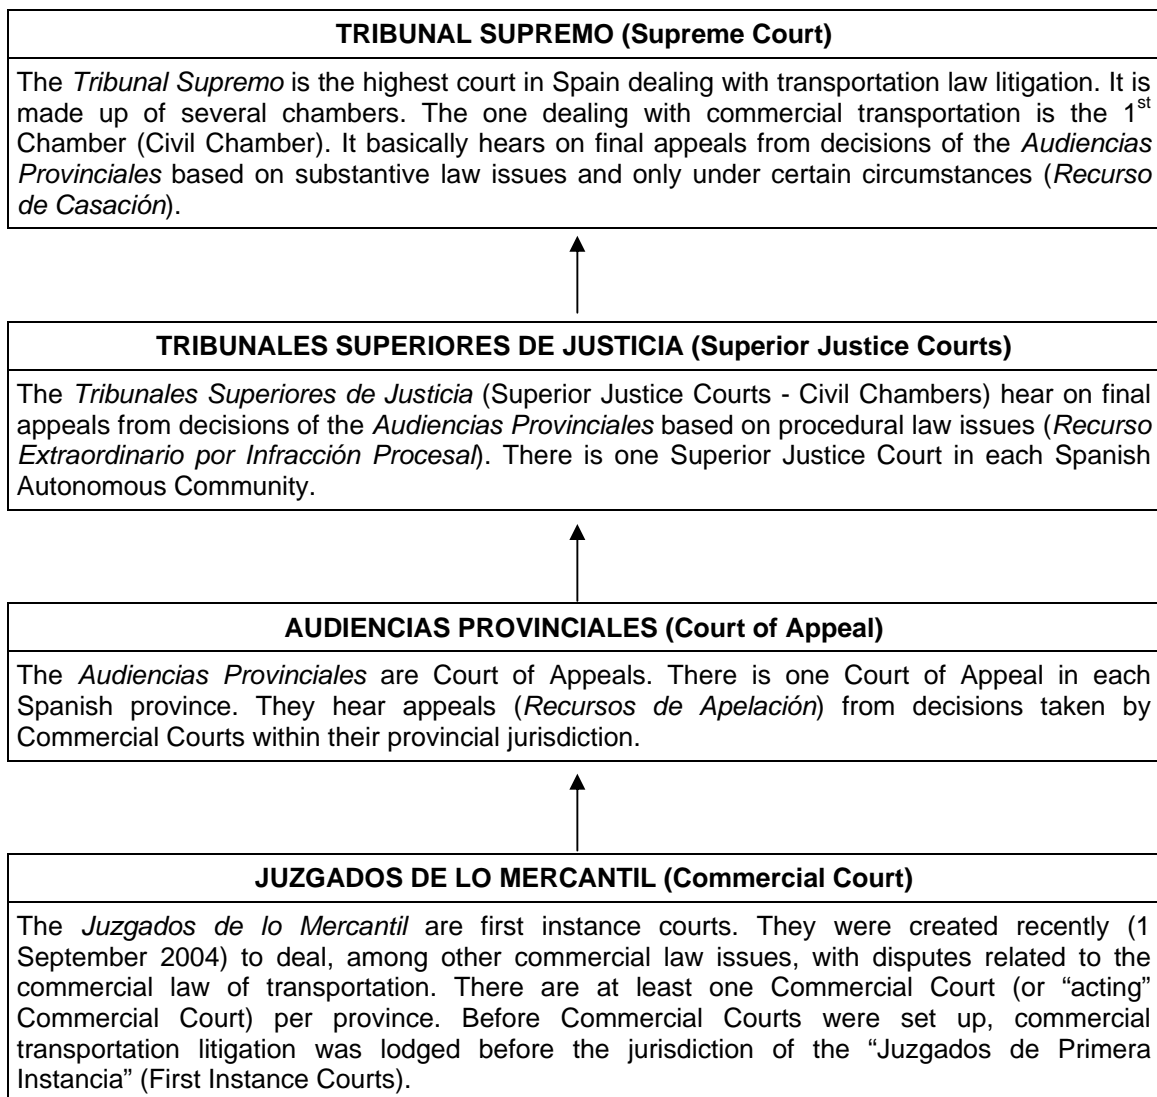 TRIBUNAL SUPREMO (Supreme Court)
The Tribunal Supremo is the highest court in Spain dealing with transportation law litigation. It is
made up of several chambers. The one dealing with commercial transportation is the 1st
Chamber (Civil Chamber). It basically hears on final appeals from decisions of the Audiencias
Provinciales based on substantive law issues and only under certain circumstances (Recurso
de Casación).
TRIBUNALES SUPERIORES DE JUSTICIA (Superior Justice Courts)
The Tribunales Superiores de Justicia (Superior Justice Courts - Civil Chambers) hear on final
appeals from decisions of the Audiencias Provinciales based on procedural law issues (Recurso
Extraordinario por Infracción Procesal). There is one Superior Justice Court in each Spanish
Autonomous Community.
AUDIENCIAS PROVINCIALES (Court of Appeal)
The Audiencias Provinciales are Court of Appeals. There is one Court of Appeal in each
Spanish province. They hear appeals (Recursos de Apelación) from decisions taken by
Commercial Courts within their provincial jurisdiction.
JUZGADOS DE LO MERCANTIL (Commercial Court)
The Juzgados de lo Mercantil are first instance courts. They were created recently (1
September 2004) to deal, among other commercial law issues, with disputes related to the
commercial law of transportation. There are at least one Commercial Court (or “acting”
Commercial Court) per province. Before Commercial Courts were set up, commercial
transportation litigation was lodged before the jurisdiction of the “Juzgados de Primera
Instancia” (First Instance Courts).